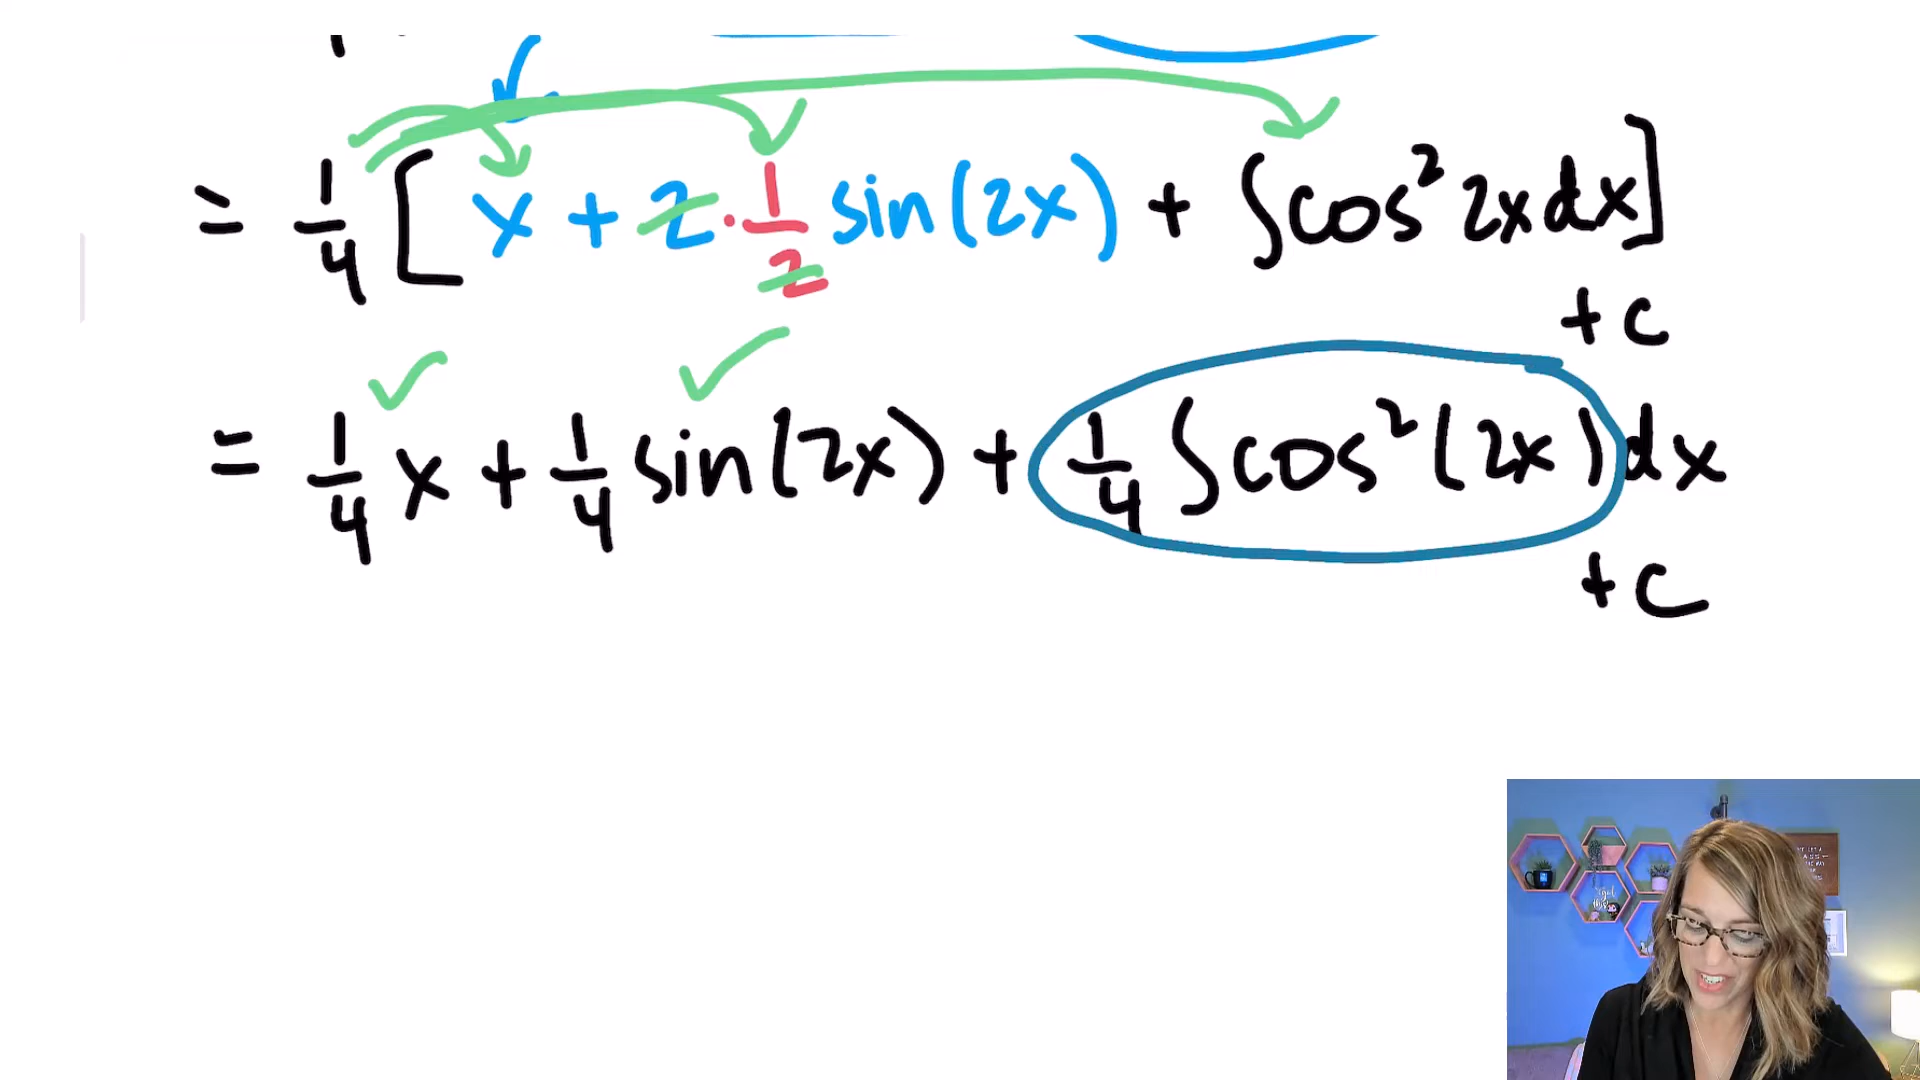 = 1/4 [ x + 2 · 1/2 sin(2x) + ∫cos² 2x dx]
+ c
= 1/4 x + 1/4 sin(2x) + 1/4 ∫cos²(2x) dx
+ c